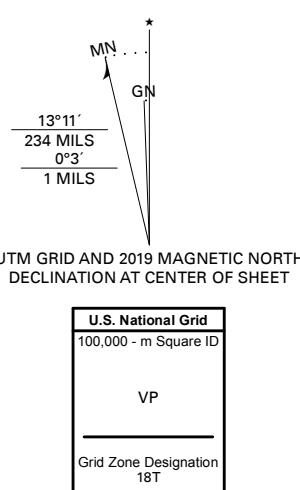 ★
MN
GN
13°11´
234 MILS
0°3´
1 MILS
UTM GRID AND 2019 MAGNETIC NORTH
DECLINATION AT CENTER OF SHEET
U.S. National Grid
100,000 - m Square ID
VP
Grid Zone Designation
18T